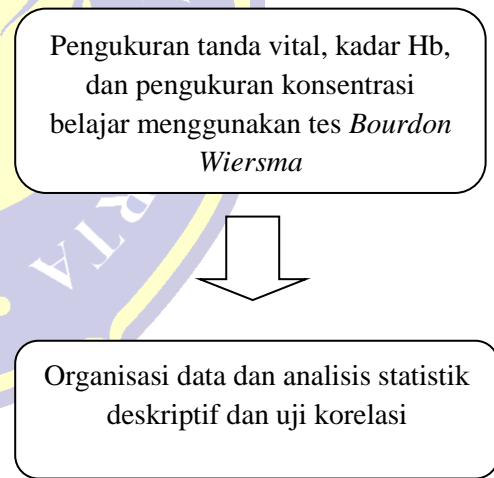 Pengukuran tanda vital, kadar Hb,
dan pengukuran konsentrasi
belajar menggunakan tes Bourdon
Wiersma
RTA
Organisasi data dan analisis statistik
deskriptif dan uji korelasi